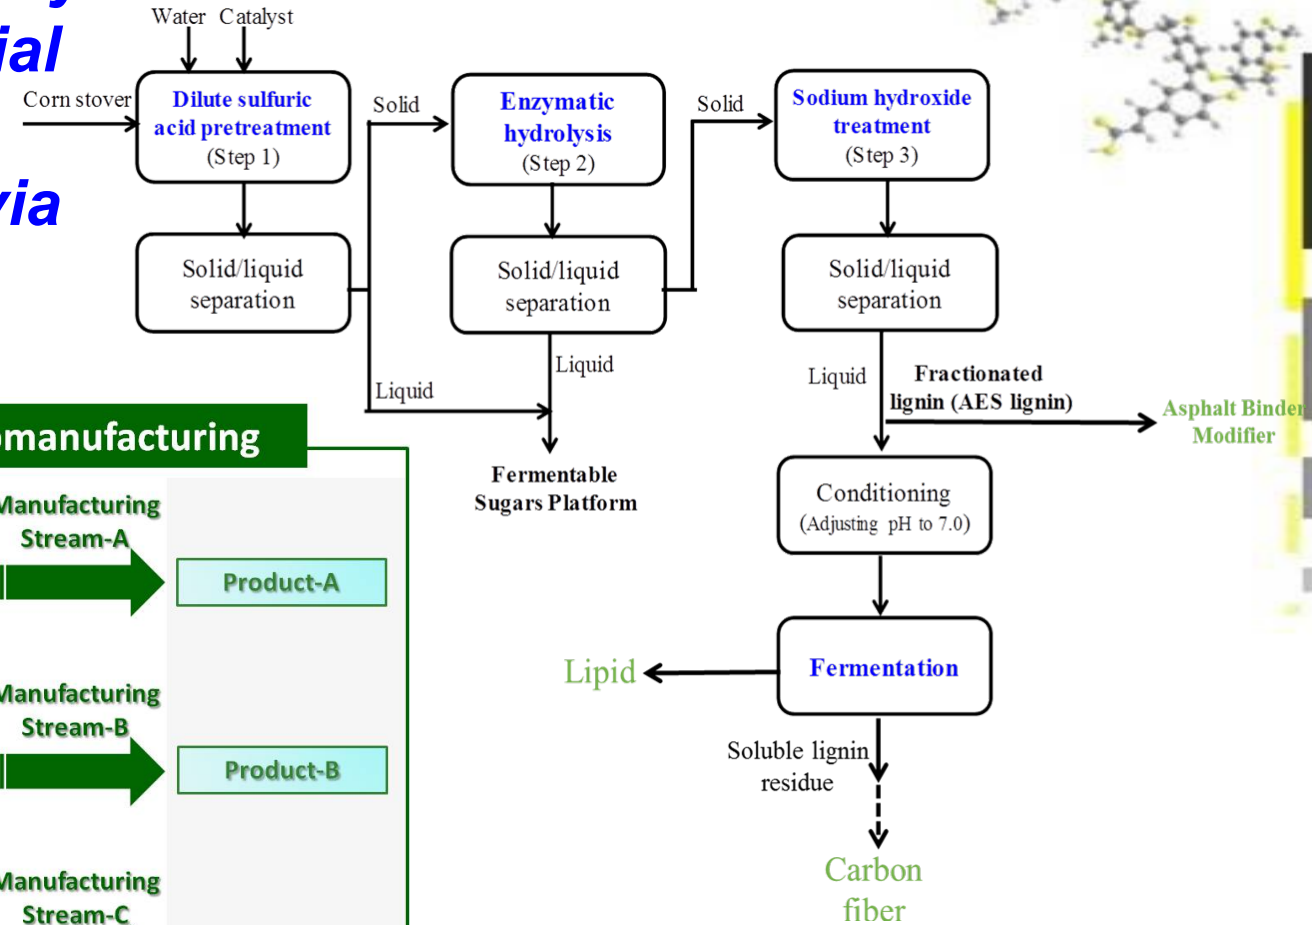 Water Catalyst
Corn stover
Dilute sulfuric
acid pretreatment
(Step 1)
Solid
Enzymatic
hydrolysis
(Step 2)
Solid
Sodium hydroxide
treatment
(Step 3)
via
Solid/liquid
separation
Solid/liquid
separation
Solid/liquid
separation
Liquid
Liquid
Liquid
Fractionated
lignin (AES lignin)
Asphalt Binder
Modifier
Fermentable
Sugars Platform
Conditioning
(Adjusting pH to 7.0)
Fermentation
Lipid
Soluble lignin
residue
Carbon
fiber
Manufacturing
Stream-A
Product-A
Manufacturing
Stream-B
Product-B
Manufacturing
Stream-C